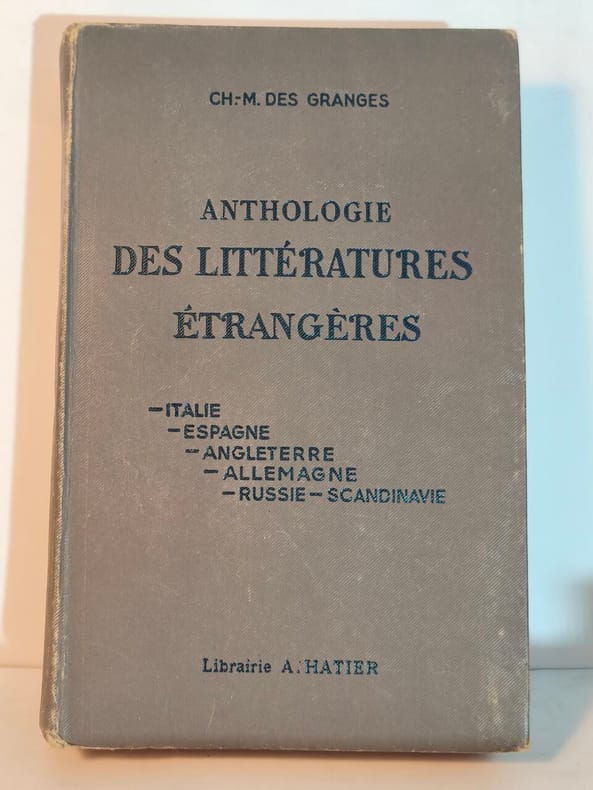 CH.-M. DES GRANGES
ANTHOLOGIE
DES LITTÉRATURES
ÉTRANGÈRES
—ITALIE
—ESPAGNE
—ANGLETERRE
—ALLEMAGNE
—RUSSIE—SCANDINAVIE
Librairie A. HATIER